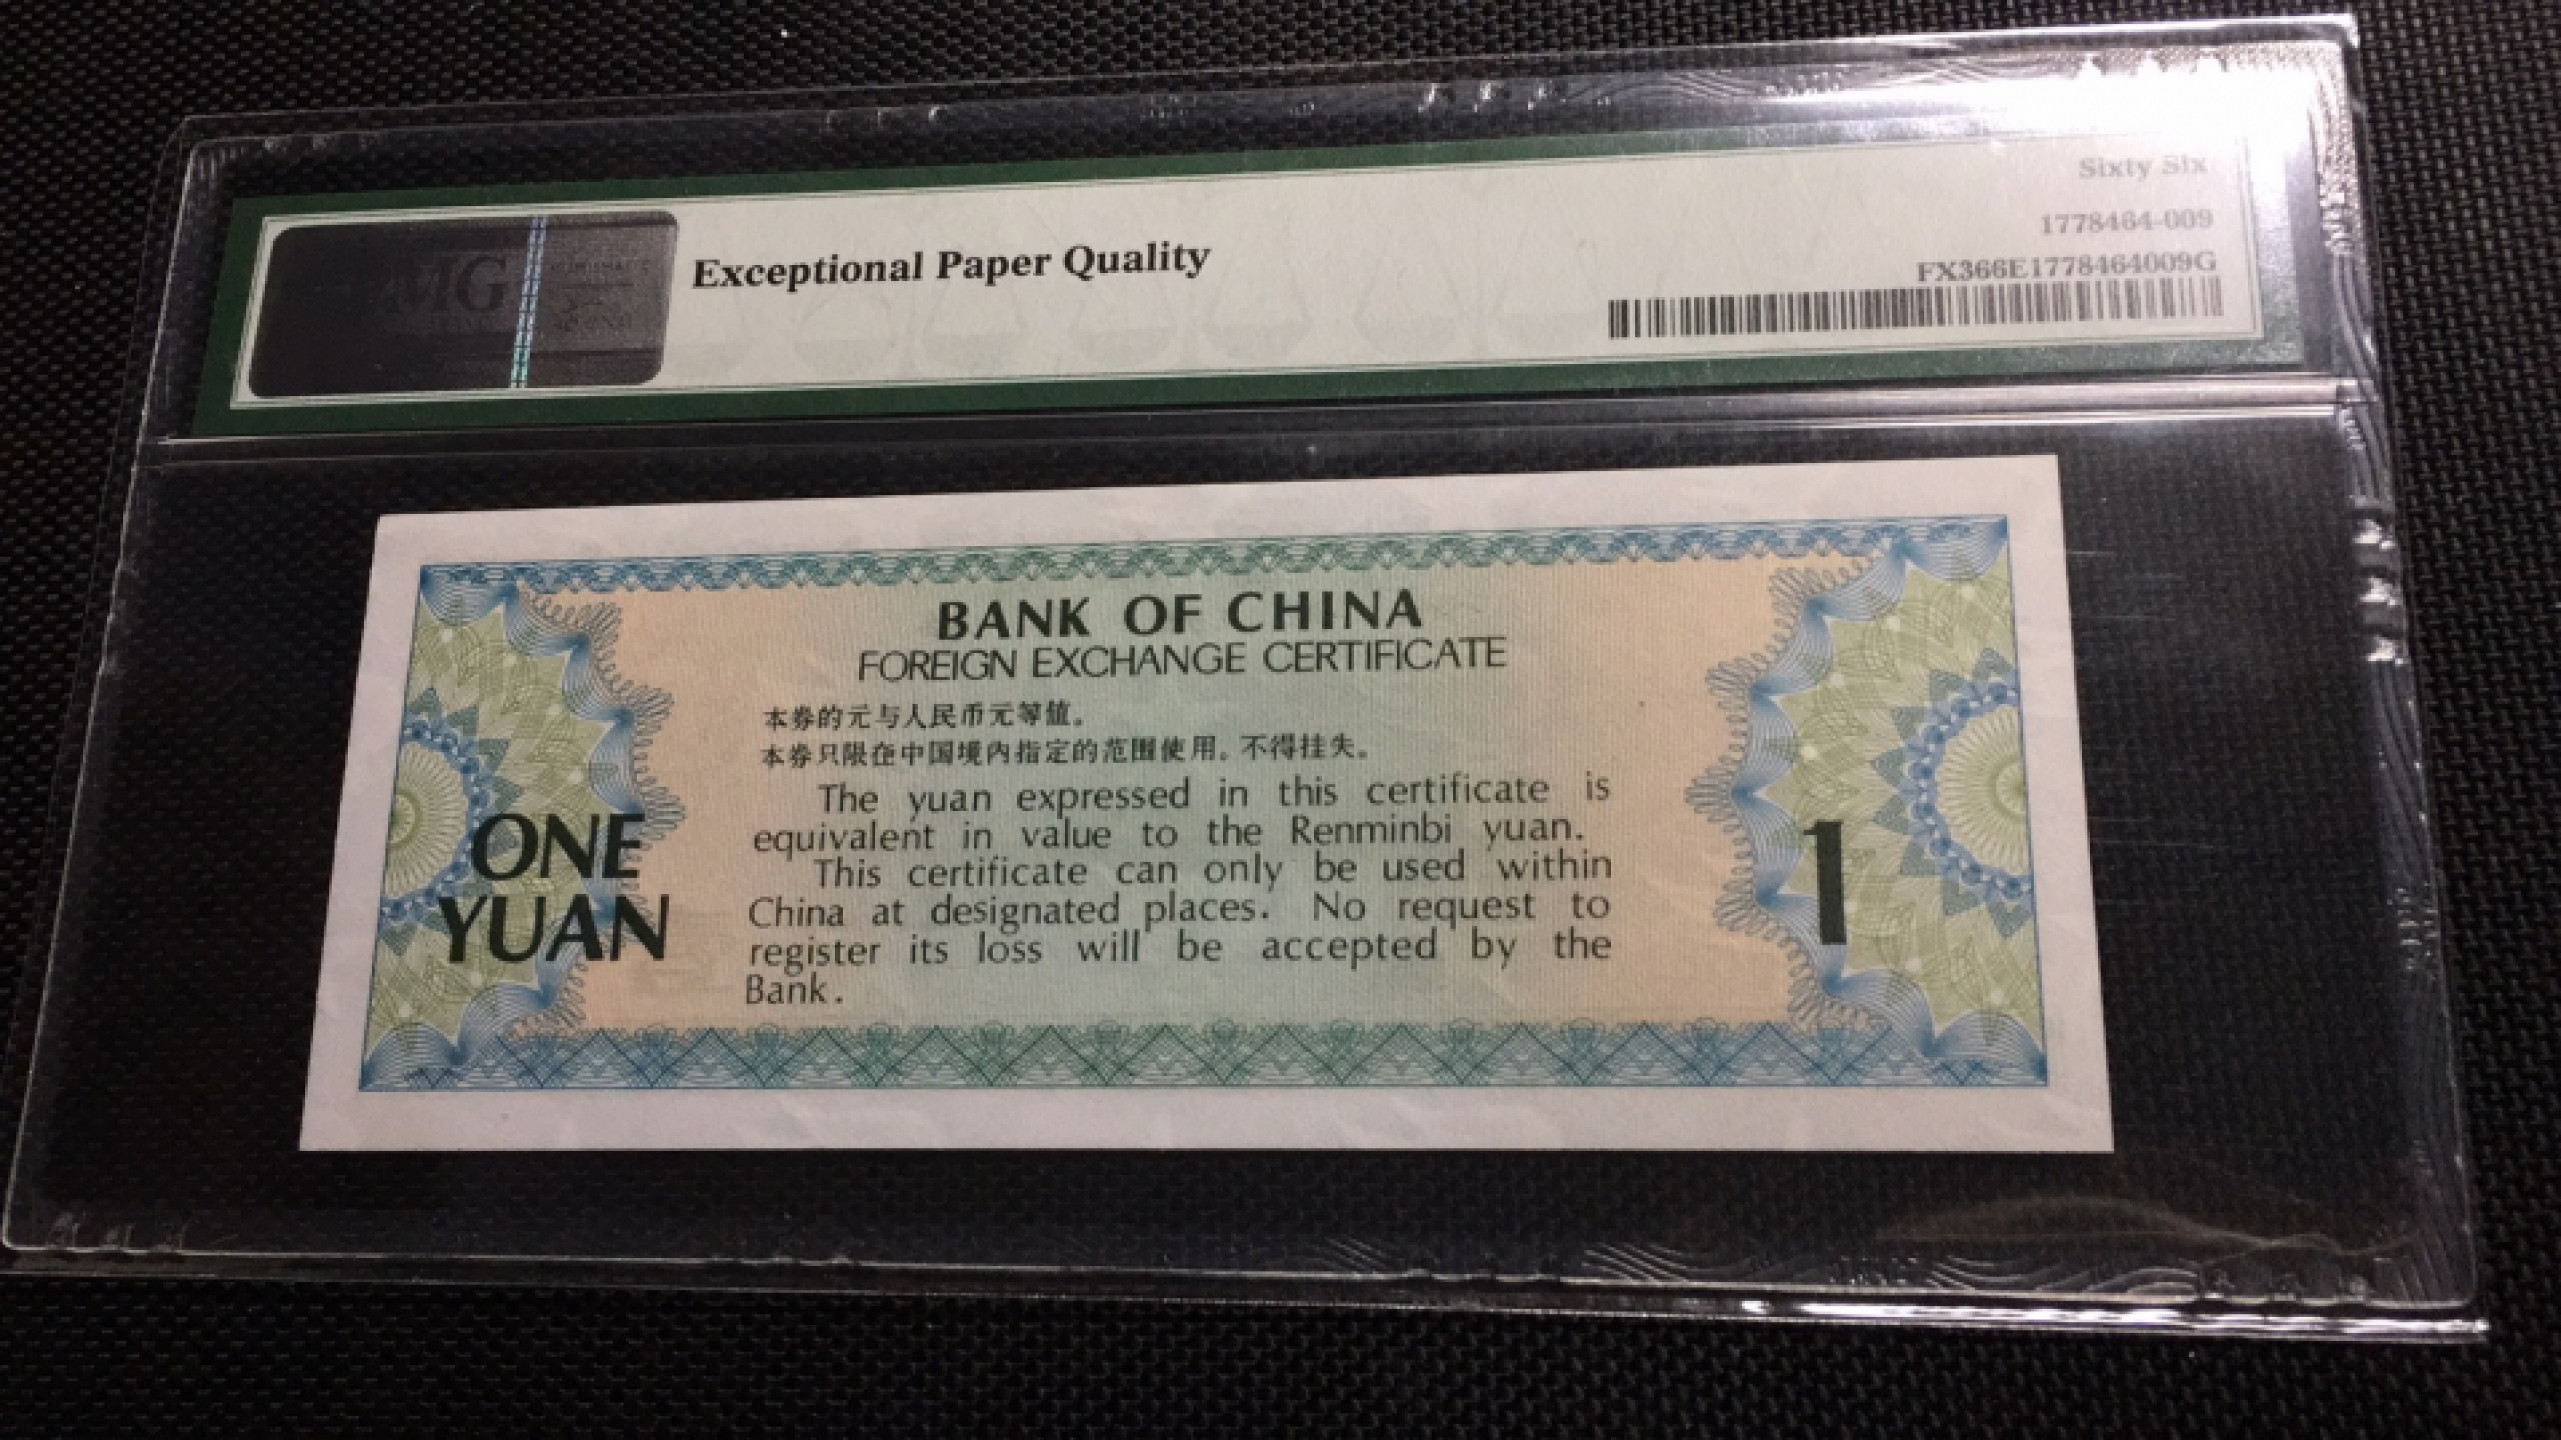 Sixty Six
1778464-009
MG
Exceptional Paper Quality
FX366E1778464009G
BANK OF CHINA
FOREIGN EXCHANGE CERTIFICATE
本券的元与人民币元等值。
本券只限在中国境内指定的范围使用。不得挂失。
The yuan expressed in this certificate is
equivalent in value to the Renminbi yuan.
This certificate can only be used within
China at designated places. No request to
register its loss will be accepted by the
Bank.
ONE
YUAN
1